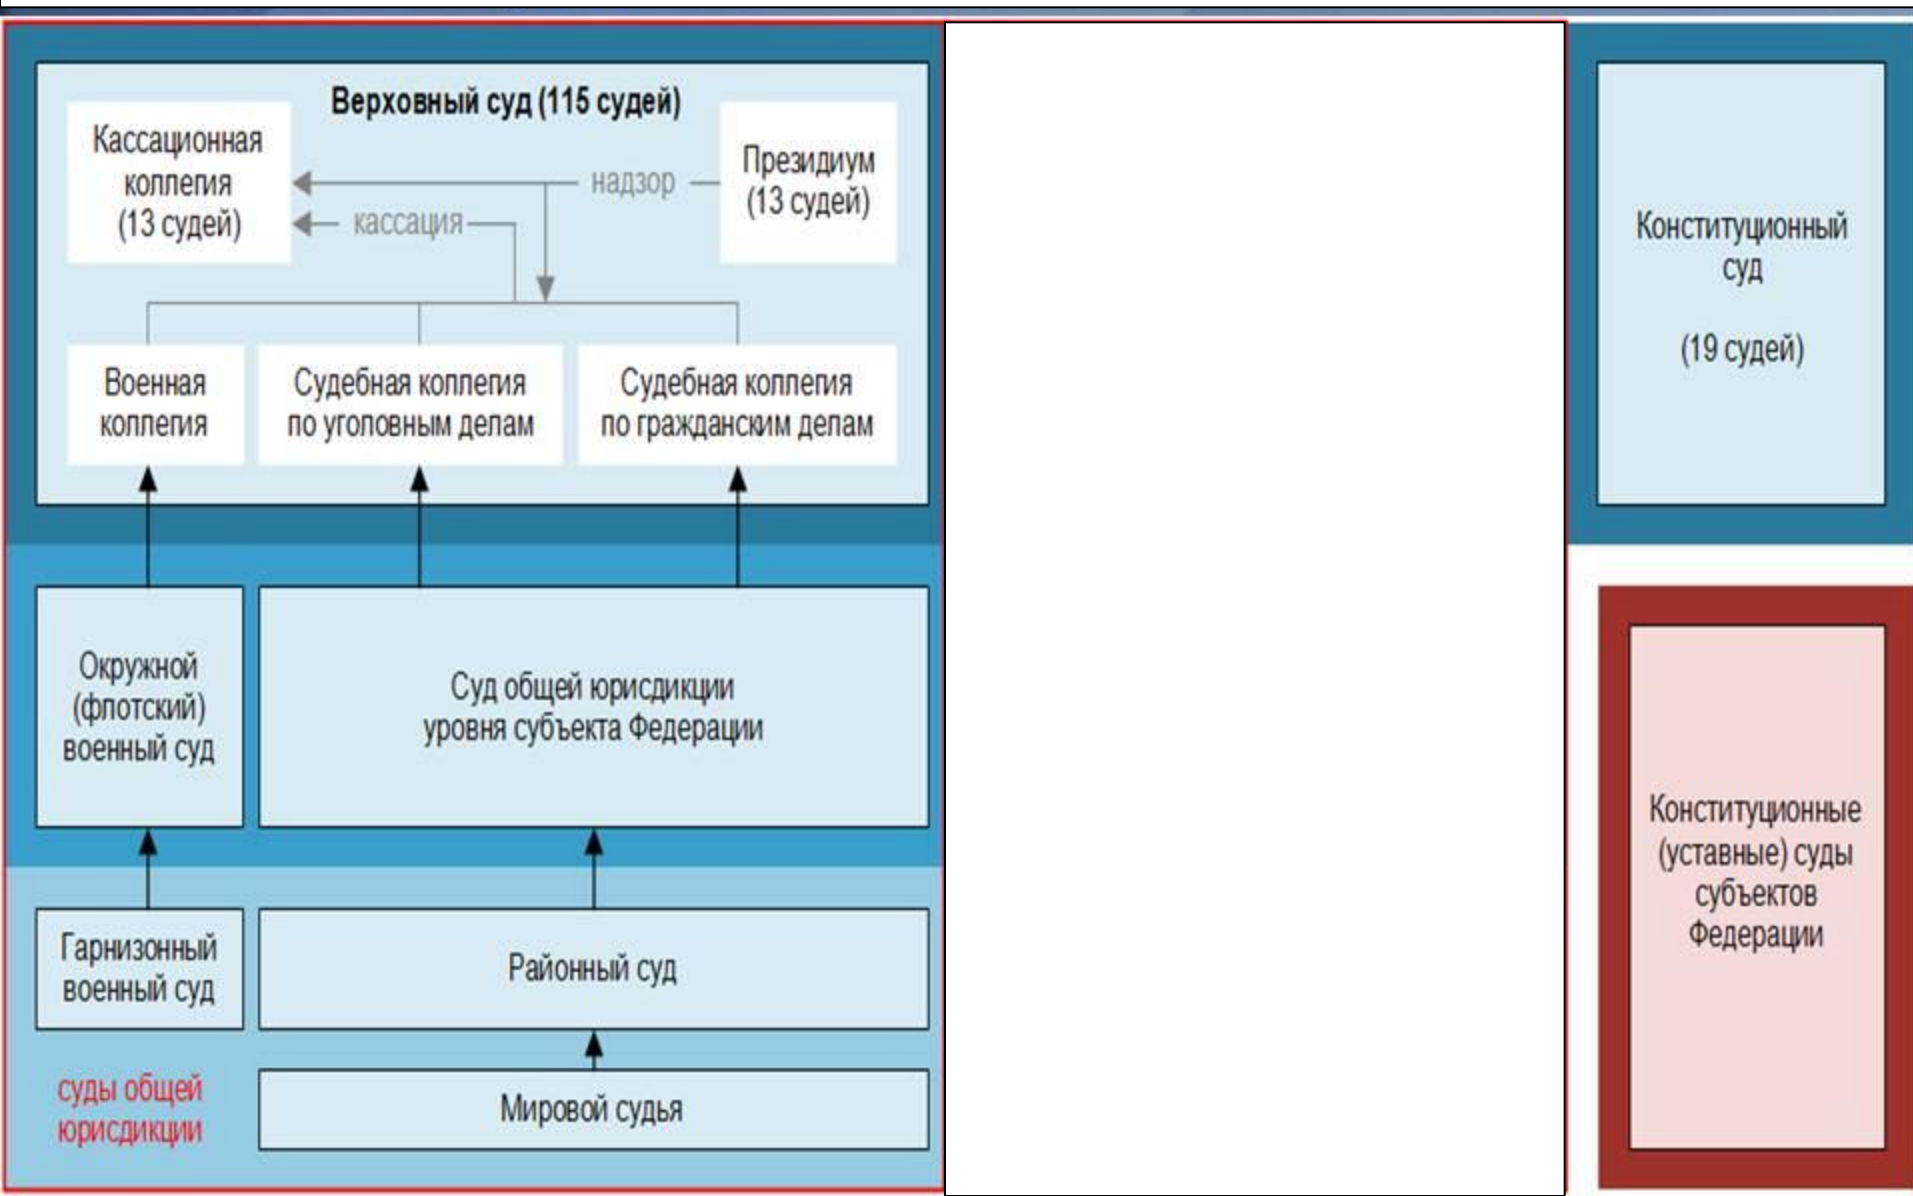 Верховный суд (115 судей)
Кассационная
коллегия
(13 судей)
надзор
кассация
Президиум
(13 судей)
Военная
коллегия
Судебная коллегия
по уголовным делам
Судебная коллегия
по гражданским делам
Окружной
(флотский)
военный суд
Суд общей юрисдикции
уровня субъекта Федерации
Гарнизонный
военный суд
Районный суд
суды общей
юрисдикции
Мировой судья
Конституционный
суд
(19 судей)
Конституционные
(уставные) суды
субъектов
Федерации